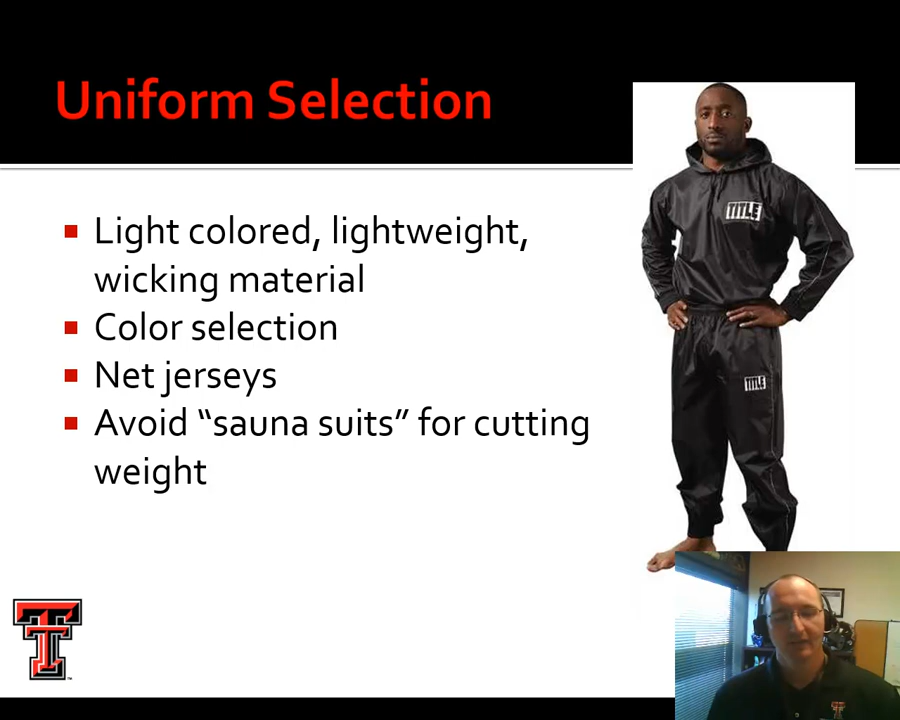 Uniform Selection
Light colored, lightweight,
wicking material
Color selection
Net jerseys
Avoid “sauna suits” for cutting
weight
TITLE
TITLE